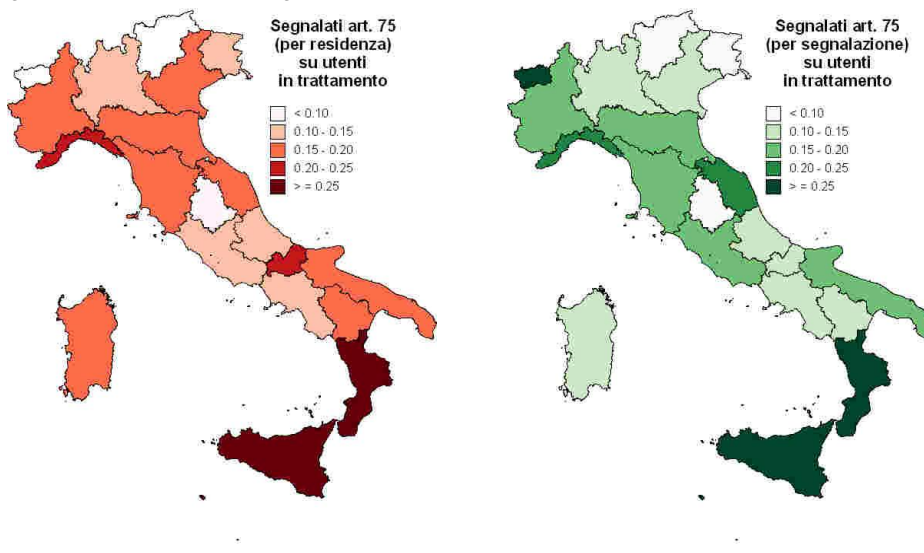 Segnalati art. 75
(per residenza)
su utenti
in trattamento
< 0.10
0.10 - 0.15
0.15 - 0.20
0.20 - 0.25
> = 0.25
Segnalati art. 75
(per segnalazione)
su utenti
in trattamento
< 0.10
0.10 - 0.15
0.15 - 0.20
0.20 - 0.25
> = 0.25